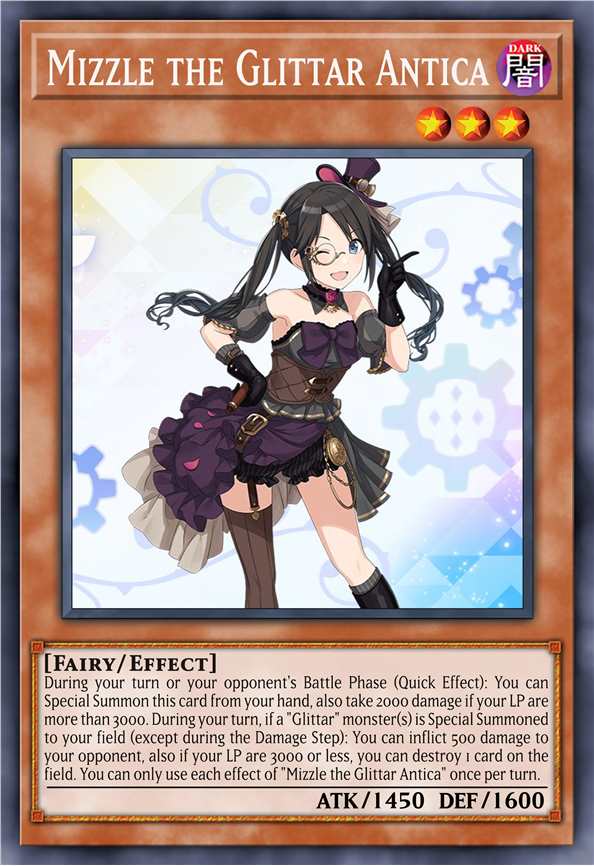 Mizzle the Glittar Antica
DARK
闇
[Fairy/Effect]
During your turn or your opponent's Battle Phase (Quick Effect): You can
Special Summon this card from your hand, also take 2000 damage if your LP are
more than 3000. During your turn, if a "Glittar" monster(s) is Special Summoned
to your field (except during the Damage Step): You can inflict 500 damage to
your opponent, also if your LP are 3000 or less, you can destroy 1 card on the
field. You can only use each effect of "Mizzle the Glittar Antica" once per turn.
ATK/1450 DEF/1600